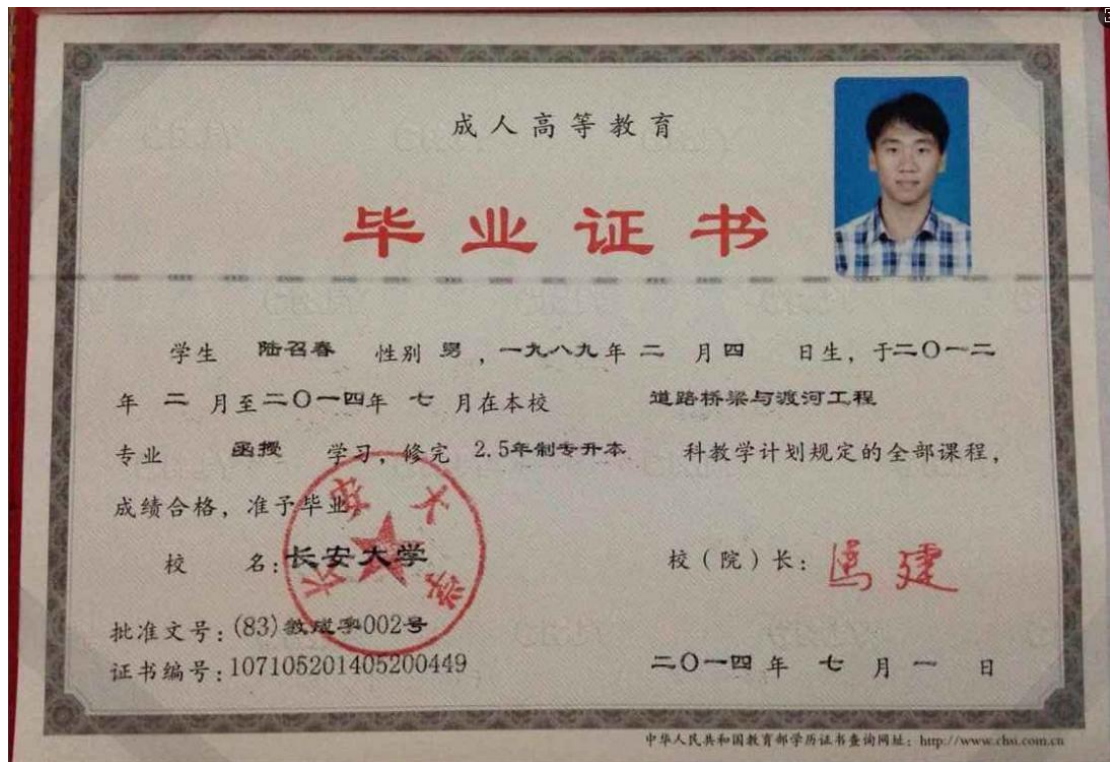 成人高等教育
毕业证书
学生 陆召春 性别 男，一九八九年 二 月四 日生，于二〇一二
年 二 月至二〇一四年 七 月在本校 道路桥梁与渡河工程
专业 函授 学习，修完 2.5年制专升本 科教学计划规定的全部课程，
成绩合格，准予毕业。
校 名：长安大学
长安大学
校（院）长：
批准文号：(83)教成字002号
证书编号：107105201405200449
二〇一四 年 七 月 一 日
中华人民共和国教育部学历证书查询网址：http://www.chsi.com.cn